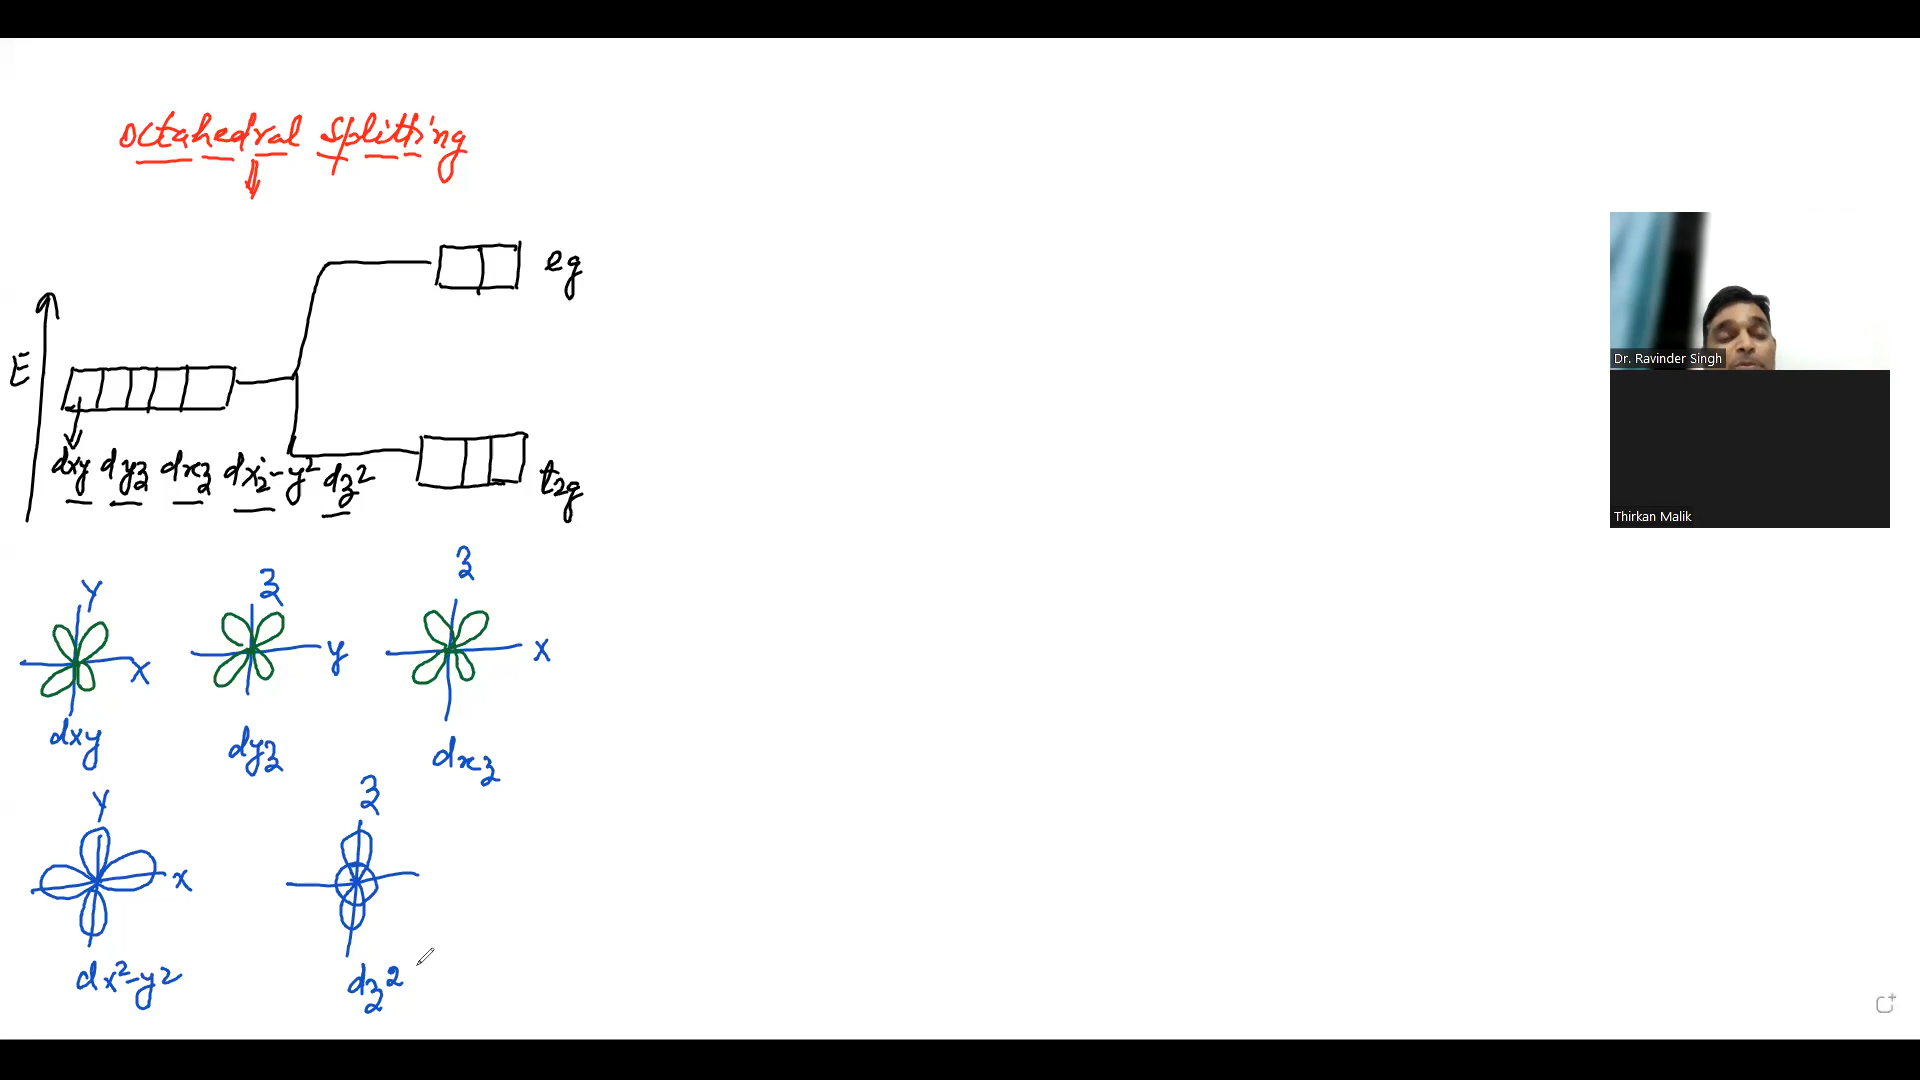 Octahedral splitting
eg
E
dxy dyz dxz dx²-y² dz²
t2g
Y
X
dxy
z
y
dyz
z
X
dxz
Y
X
dx²-y²
z
dz²
Dr. Ravinder Singh
Thirkan Malik